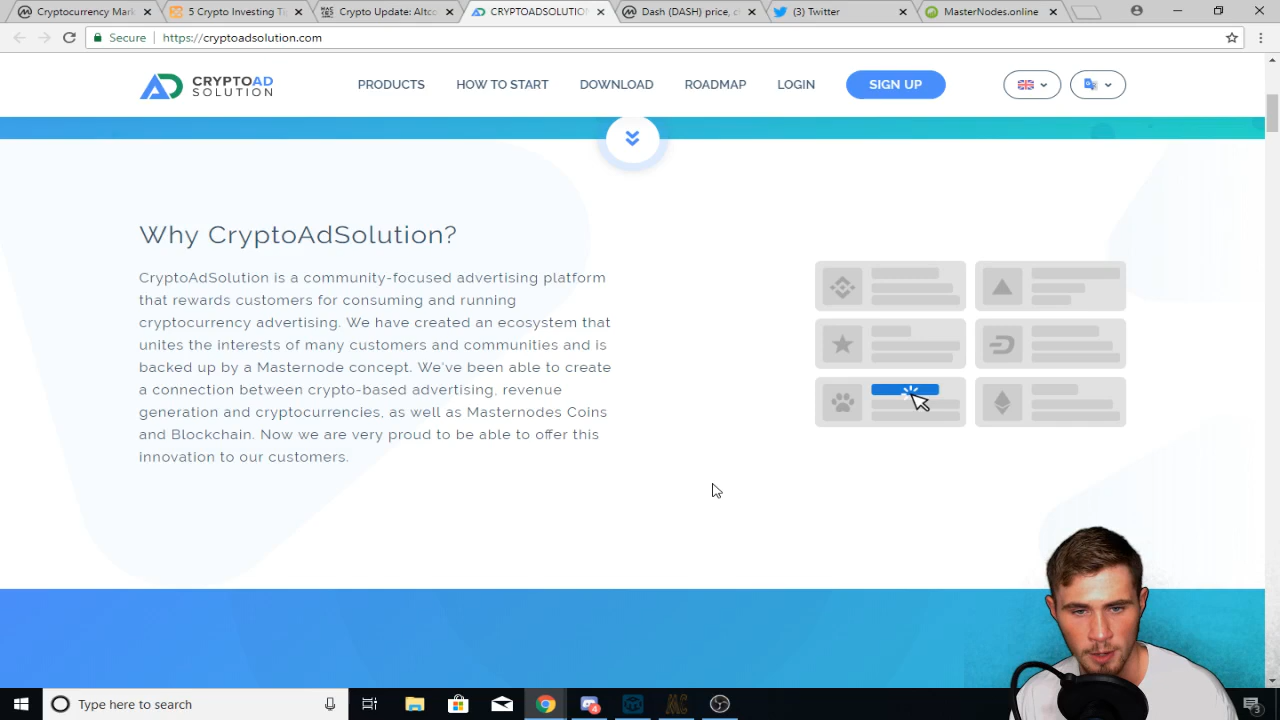 Cryptocurrency Mark
5 Crypto Investing Ti
Crypto Update: Altco
CRYPTOADSOLUTION
Dash (DASH) price, c
(3) Twitter
MasterNodes.online
Secure
https://cryptoadsolution.com
CRYPTOAD
SOLUTION
PRODUCTS
HOW TO START
DOWNLOAD
ROADMAP
LOGIN
SIGN UP
Why CryptoAdSolution?
CryptoAdSolution is a community-focused advertising platform
that rewards customers for consuming and running
cryptocurrency advertising. We have created an ecosystem that
unites the interests of many customers and communities and is
backed up by a Masternode concept. We've been able to create
a connection between crypto-based advertising, revenue
generation and cryptocurrencies, as well as Masternodes Coins
and Blockchain. Now we are very proud to be able to offer this
innovation to our customers.
Type here to search
4
3